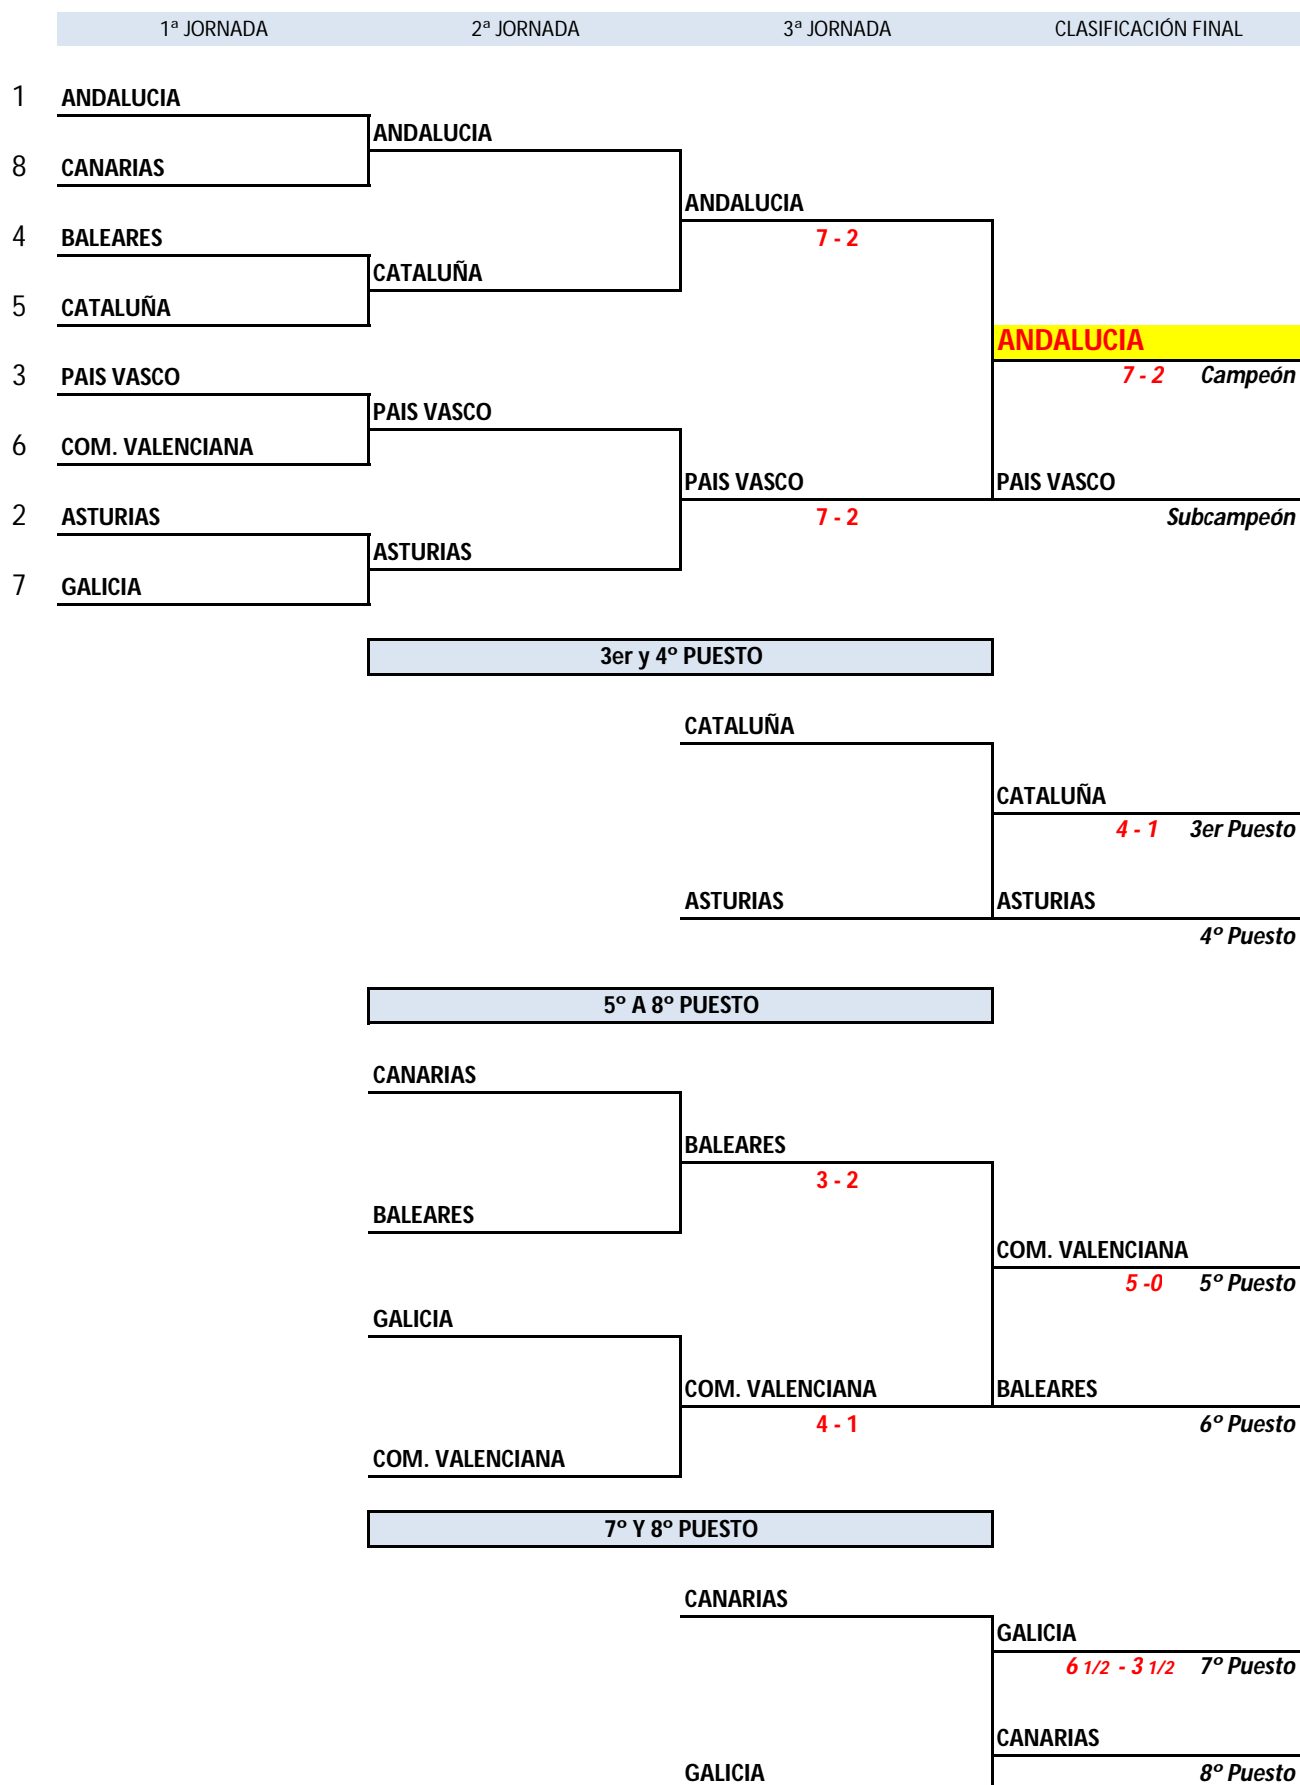 1ª JORNADA 2ª JORNADA 3ª JORNADA CLASIFICACIÓN FINAL
1 ANDALUCIA
ANDALUCIA
8 CANARIAS
ANDALUCIA
4 BALEARES 7 - 2
CATALUÑA
5 CATALUÑA
ANDALUCIA
3 PAIS VASCO 7 - 2 Campeón
PAIS VASCO
6 COM. VALENCIANA
PAIS VASCO PAIS VASCO
2 ASTURIAS 7 - 2 Subcampeón
ASTURIAS
7 GALICIA
3er y 4º PUESTO
CATALUÑA
CATALUÑA
4 - 1 3er Puesto
ASTURIAS ASTURIAS
4º Puesto
5º A 8º PUESTO
CANARIAS
BALEARES
3 - 2
BALEARES
COM. VALENCIANA
5 -0 5º Puesto
GALICIA
COM. VALENCIANA BALEARES
4 - 1 6º Puesto
COM. VALENCIANA
7º Y 8º PUESTO
CANARIAS
GALICIA
6 1/2 - 3 1/2 7º Puesto
CANARIAS
GALICIA 8º Puesto